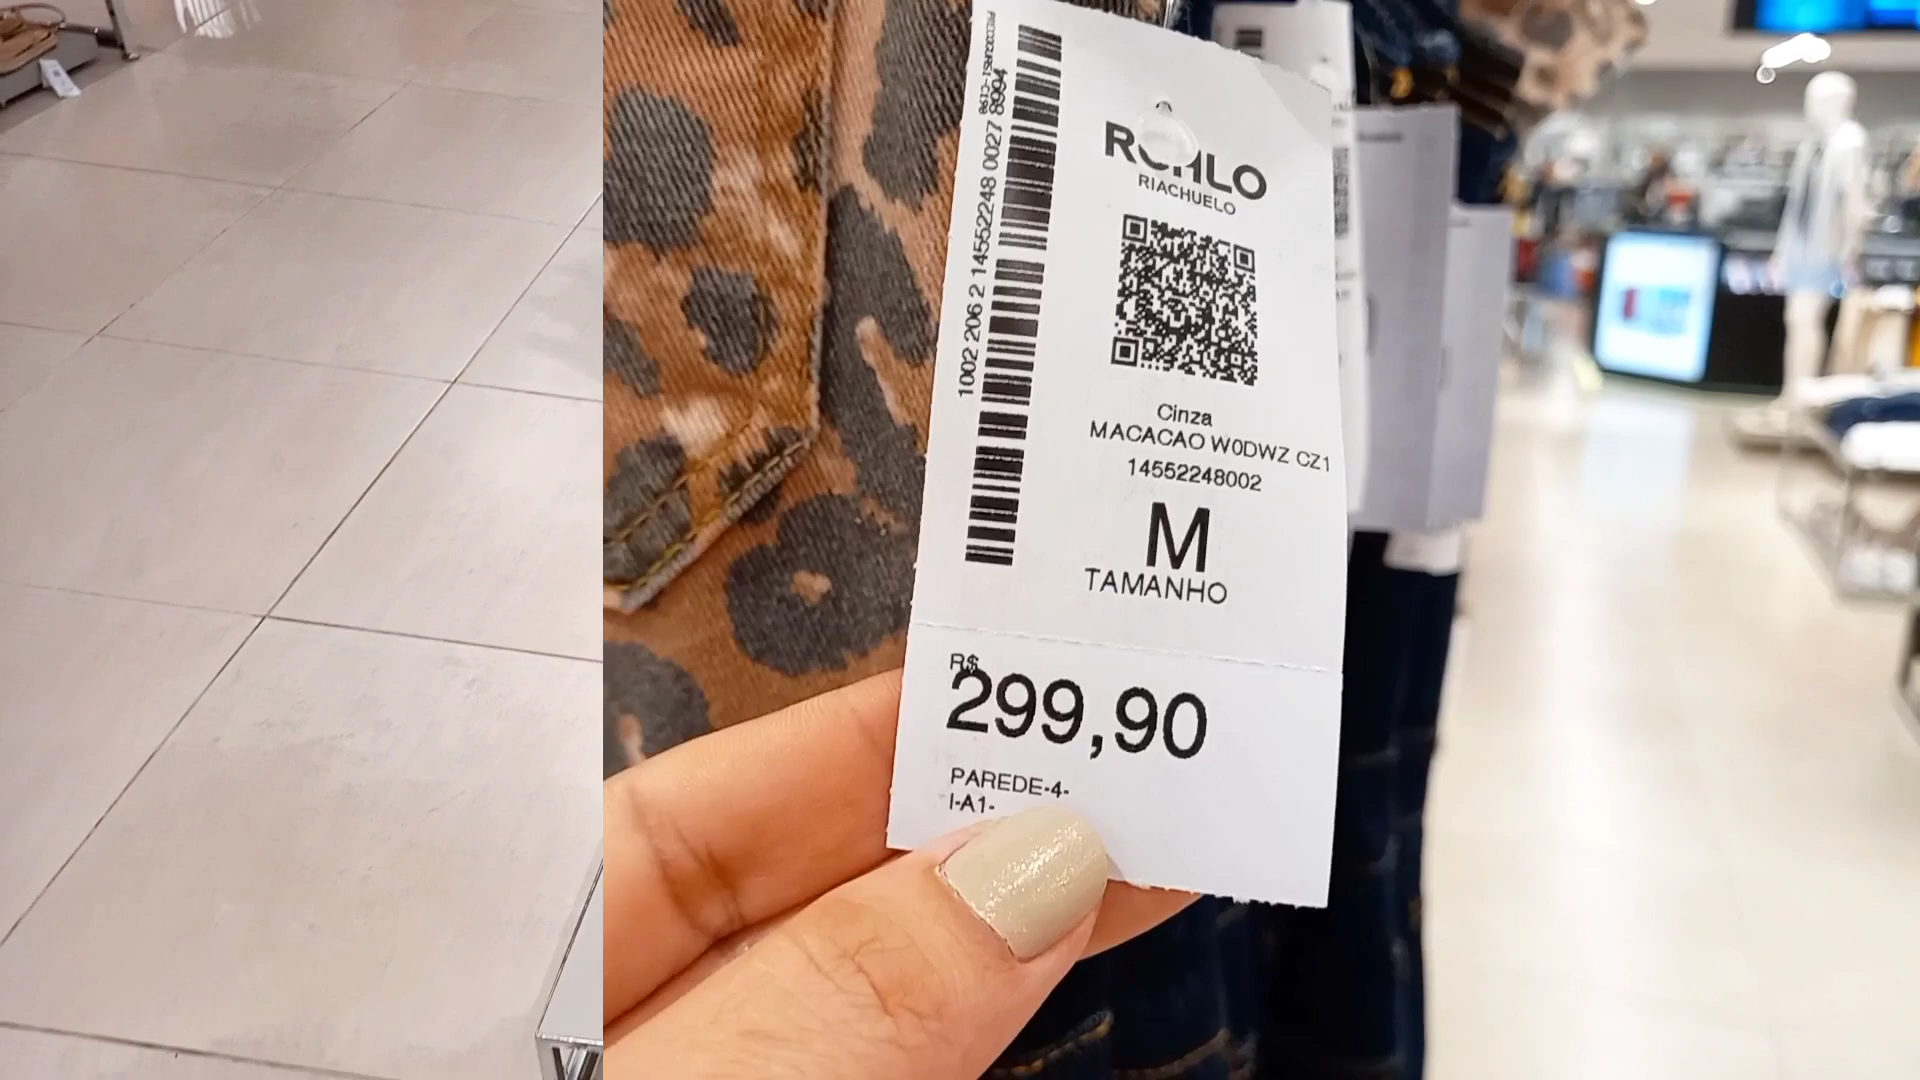 RCHLO
RIACHUELO
1002 206 2 14552248 0027 8994
Cinza
MACACAO W0DWZ CZ1
14552248002
M
TAMANHO
R$
299,90
PAREDE-4-
I-A1-